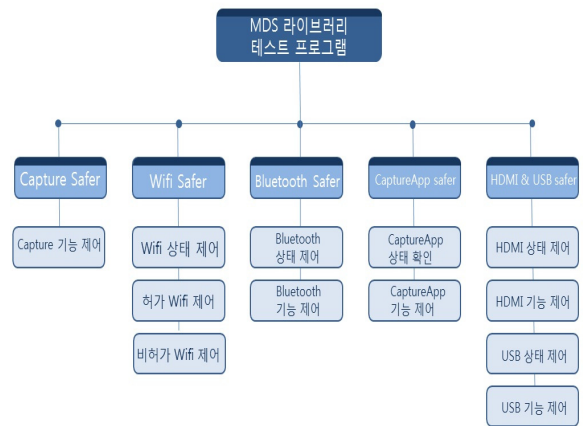 MDS 라이브러리
테스트 프로그램
Capture Safer
Wifi Safer
Bluetooth Safer
CaptureApp safer
HDMI & USB safer
Capture 기능 제어
Wifi 상태 제어
허가 Wifi 제어
비허가 Wifi 제어
Bluetooth
상태 제어
Bluetooth
기능 제어
CaptureApp
상태 확인
CaptureApp
기능 제어
HDMI 상태 제어
HDMI 기능 제어
USB 상태 제어
USB 기능 제어